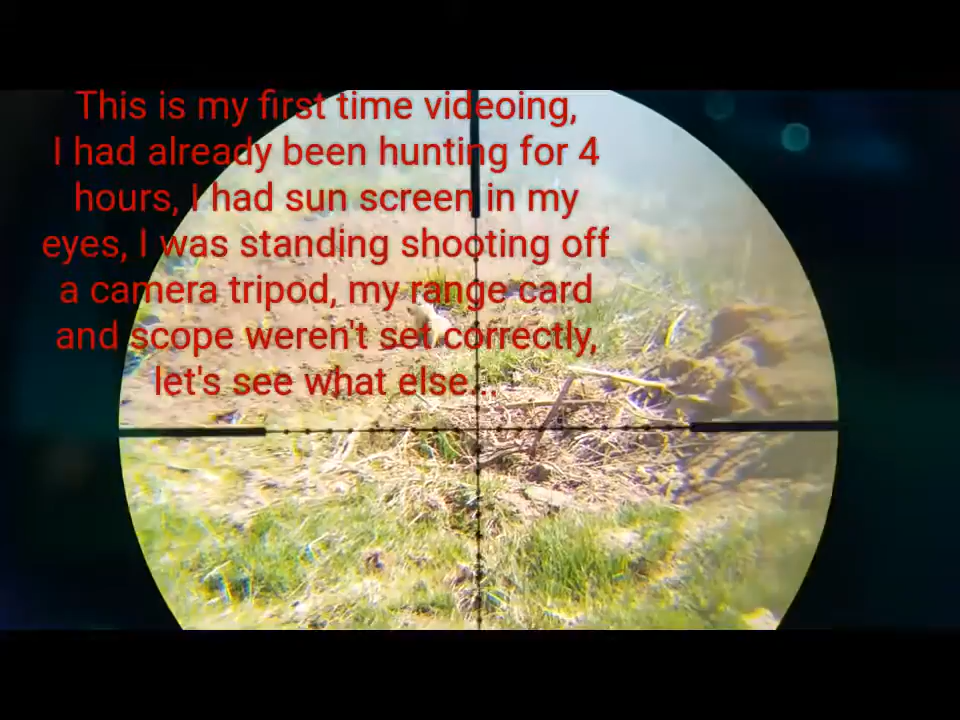 This is my first time videoing,
I had already been hunting for 4
hours, I had sun screen in my
eyes, I was standing shooting off
a camera tripod, my range card
and scope weren't set correctly,
let's see what else...